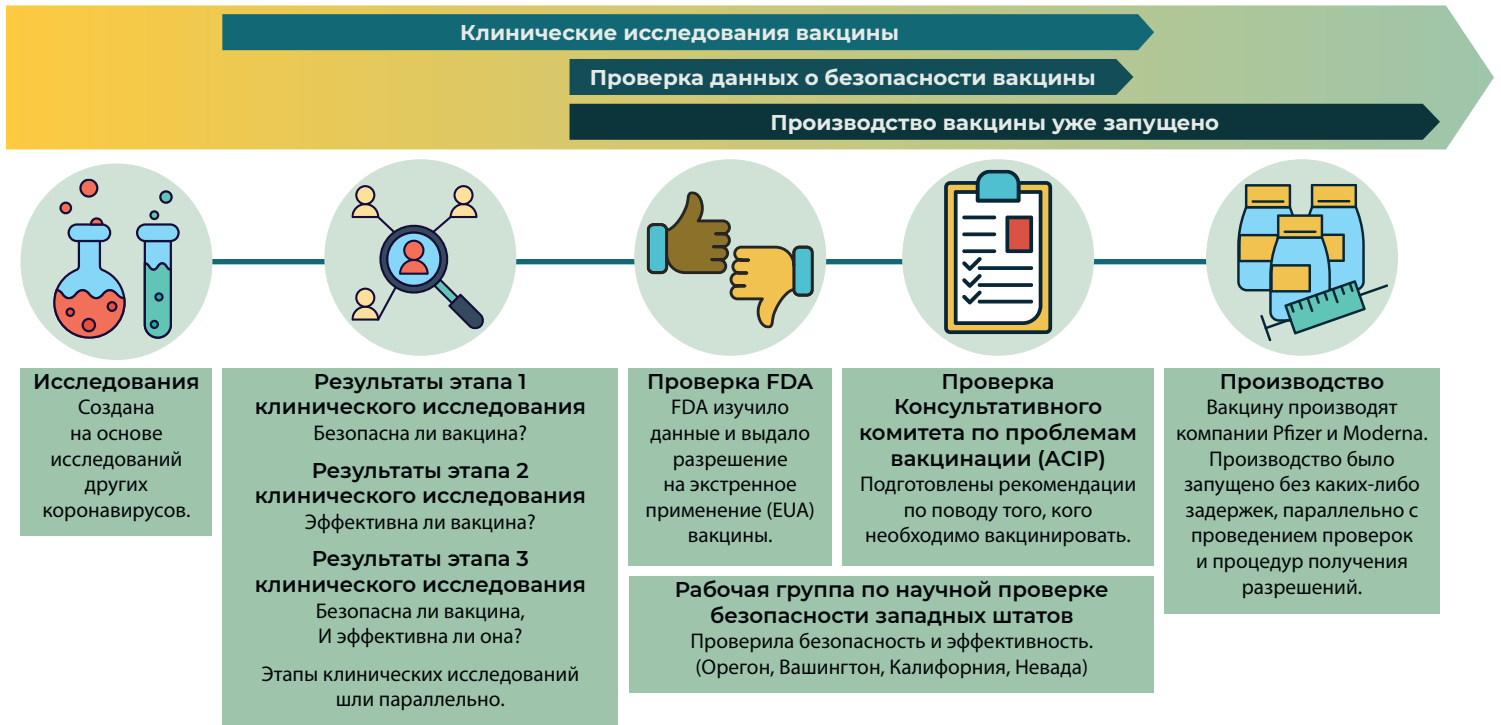 Клинические исследования вакцины
Проверка данных о безопасности вакцины
Производство вакцины уже запущено
Исследования
Создана
на основе
исследований
других
коронавирусов.
Результаты этапа 1
клинического исследования
Безопасна ли вакцина?
Результаты этапа 2
клинического исследования
Эффективна ли вакцина?
Результаты этапа 3
клинического исследования
Безопасна ли вакцина,
И эффективна ли она?
Этапы клинических исследований
шли параллельно.
Проверка FDA
FDA изучило
данные и выдало
разрешение
на экстренное
применение (EUA)
вакцины.
Проверка
Консультативного
комитета по проблемам
вакцинации (ACIP)
Подготовлены рекомендации
по поводу того, кого
необходимо вакцинировать.
Рабочая группа по научной проверке
безопасности западных штатов
Проверила безопасность и эффективность.
(Орегон, Вашингтон, Калифорния, Невада)
Производство
Вакцину производят
компании Pfizer и Moderna.
Производство было
запущено без каких-либо
задержек, параллельно с
проведением проверок
и процедур получения
разрешений.